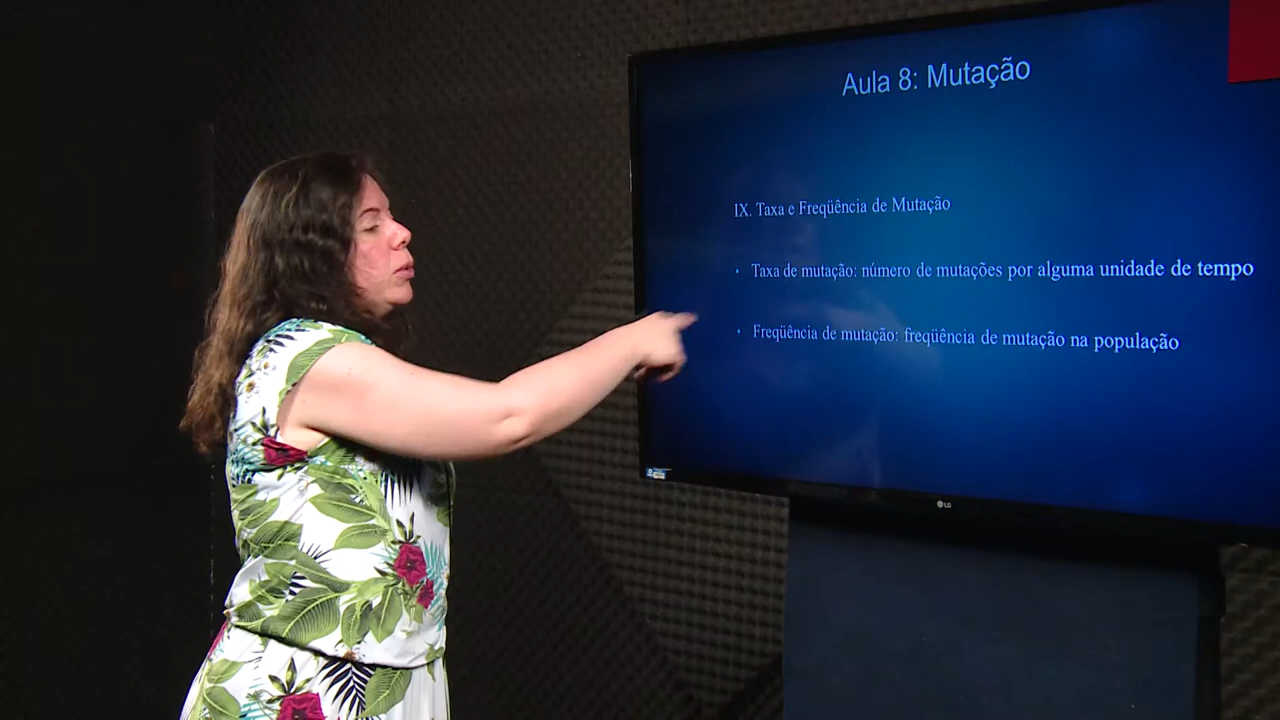 Aula 8: Mutação
IX. Taxa e Freqüência de Mutação
• Taxa de mutação: número de mutações por alguma unidade de tempo
• Freqüência de mutação: freqüência de mutação na população
LG